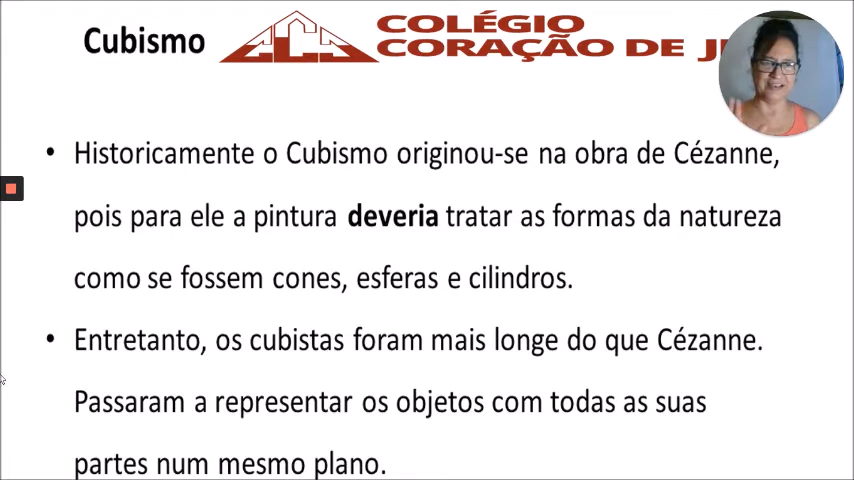 Cubismo
COLÉGIO
CORAÇÃO DE
• Historicamente o Cubismo originou-se na obra de Cézanne,
pois para ele a pintura deveria tratar as formas da natureza
como se fossem cones, esferas e cilindros.
• Entretanto, os cubistas foram mais longe do que Cézanne.
Passaram a representar os objetos com todas as suas
partes num mesmo plano.